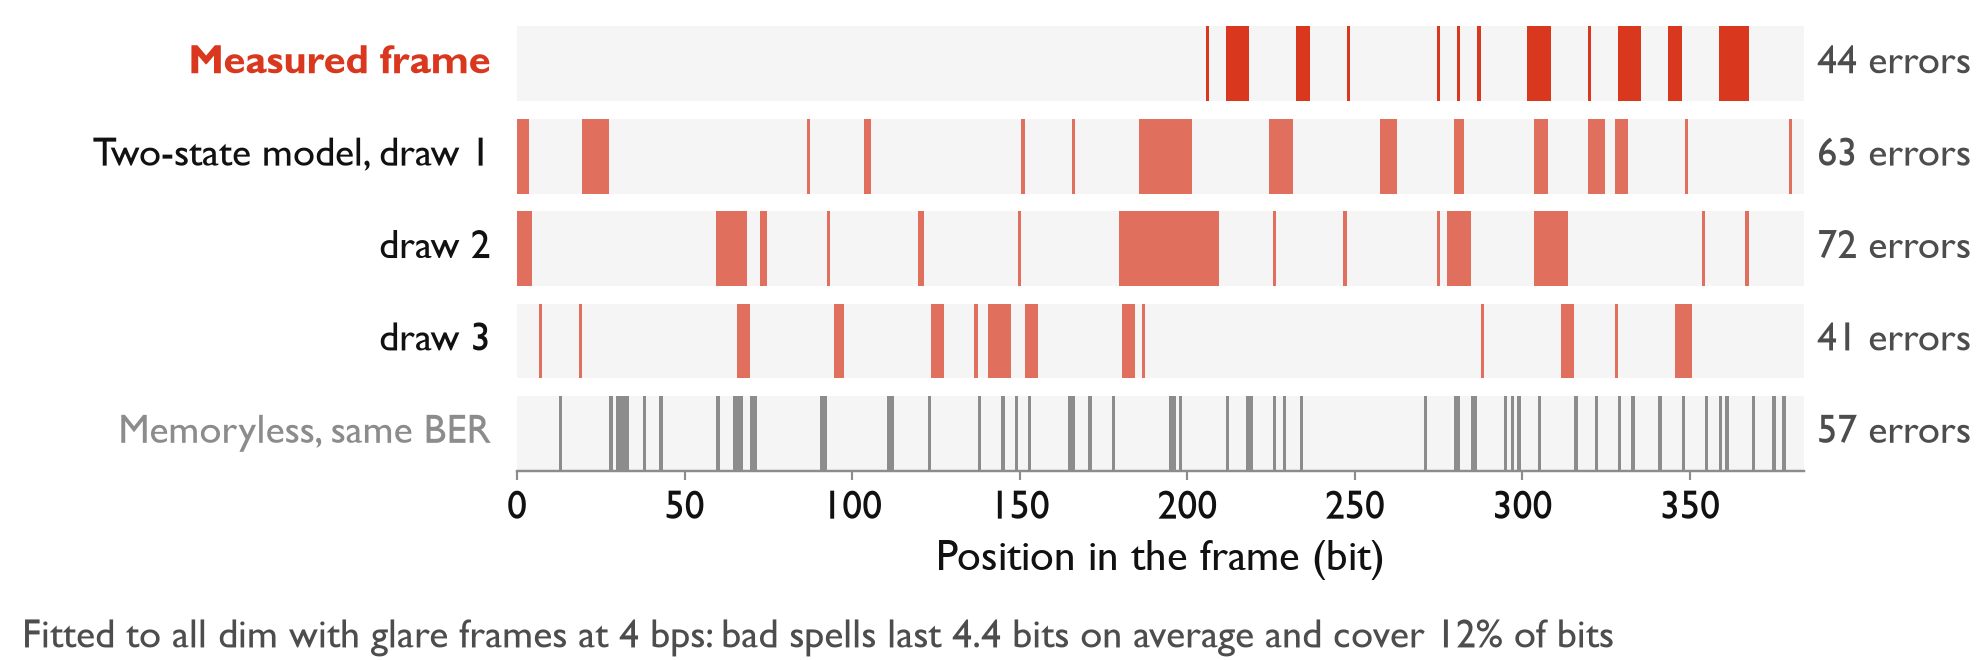 Measured frame 44 errors
Two-state model, draw 1 63 errors
draw 2 72 errors
draw 3 41 errors
Memoryless, same BER 57 errors
0 50 100 150 200 250 300 350
Position in the frame (bit)
Fitted to all dim with glare frames at 4 bps: bad spells last 4.4 bits on average and cover 12% of bits